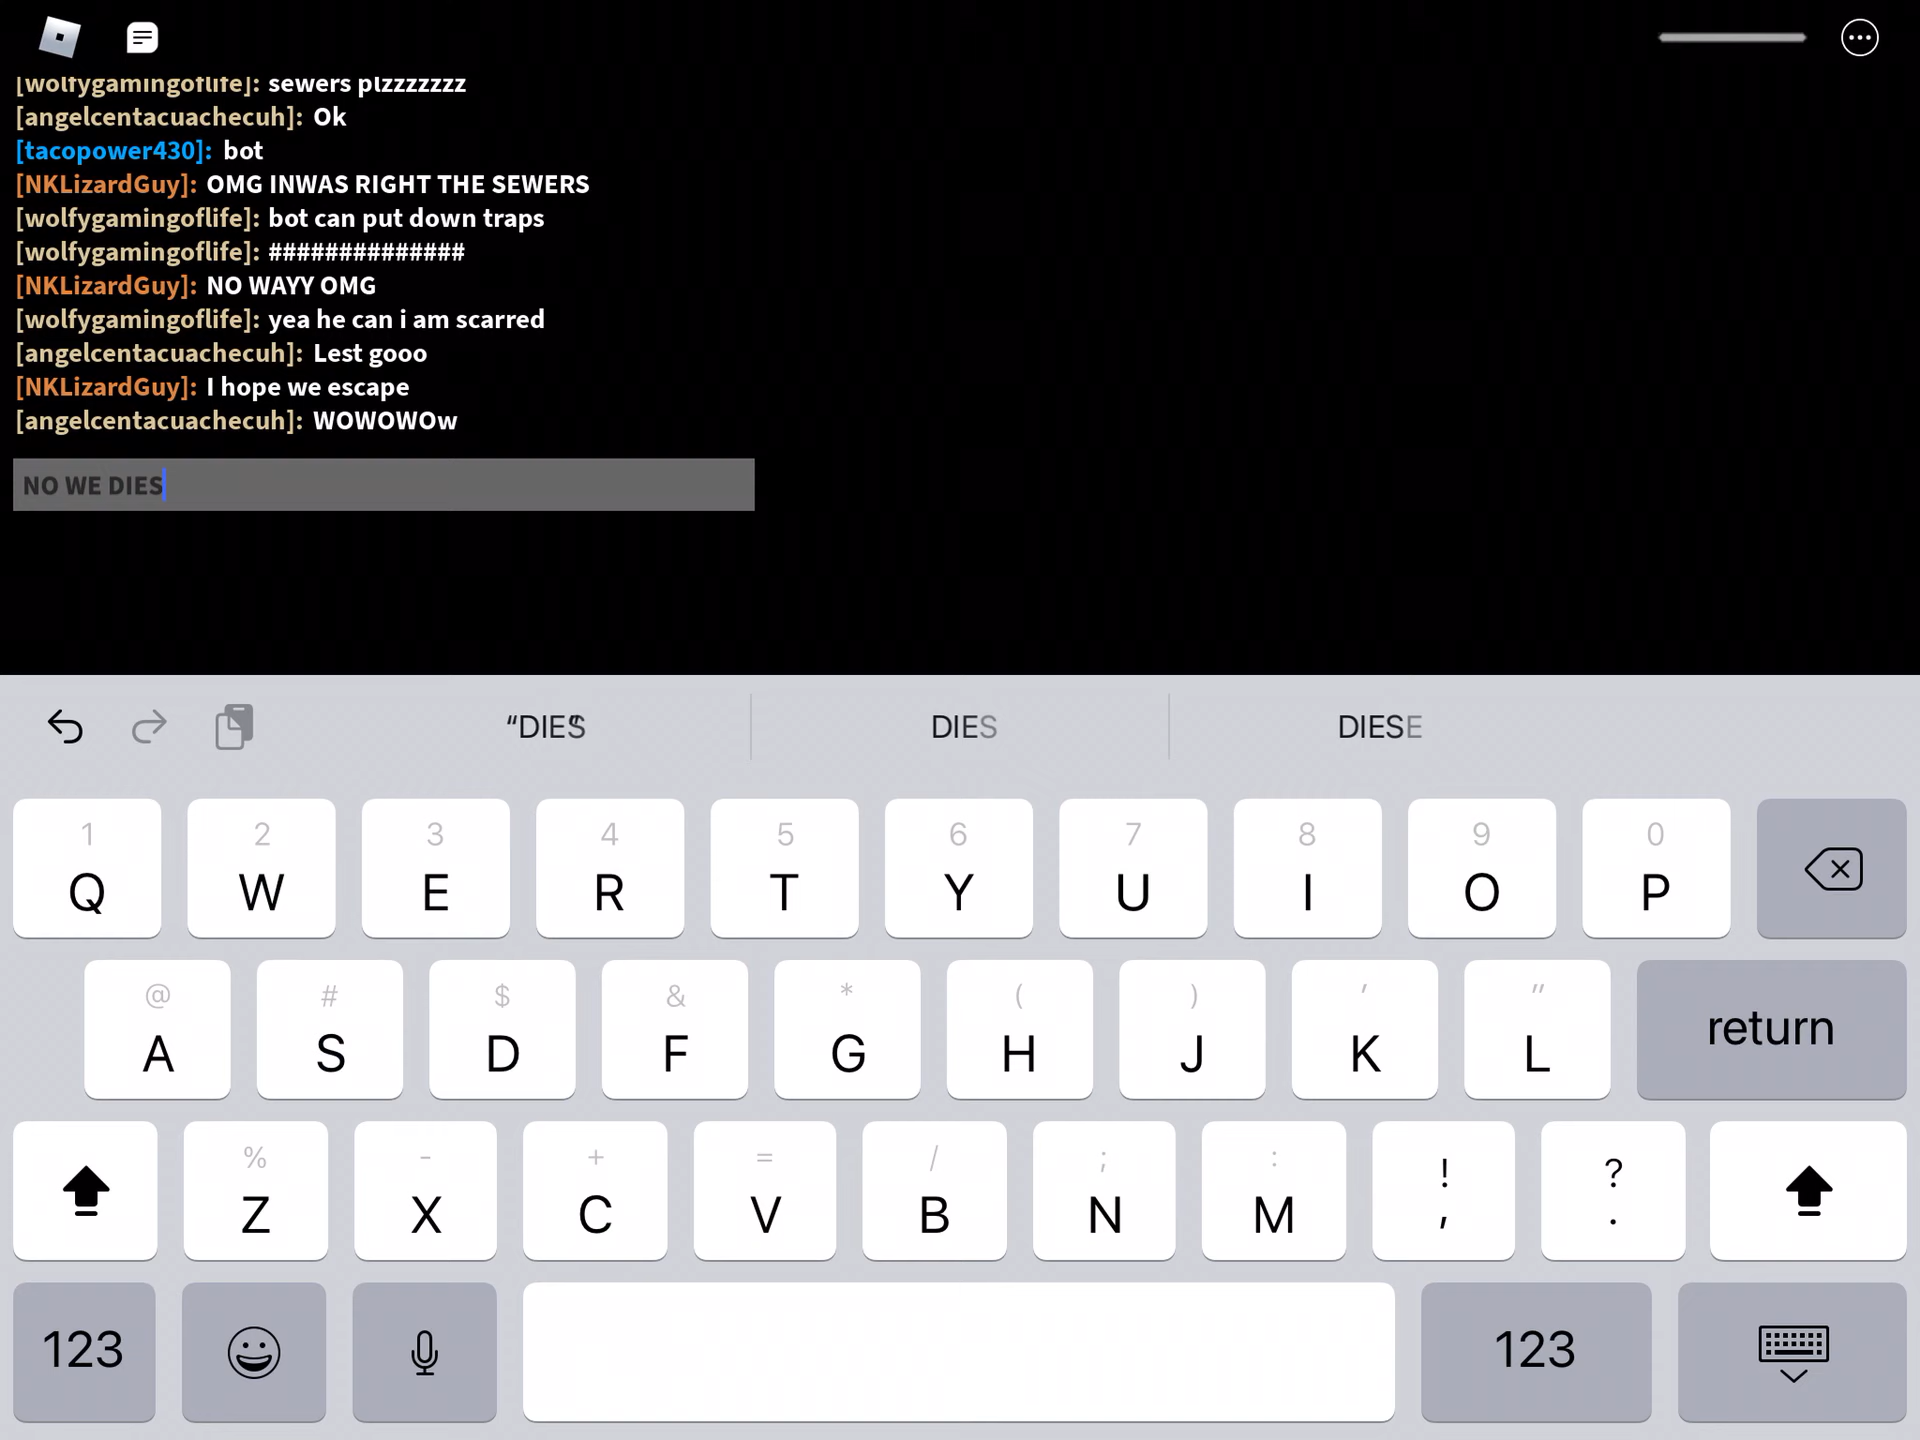 [wolfygamingoflife]: sewers plzzzzzzz
[angelcentacuachecuh]: Ok
[tacopower430]: bot
[NKLizardGuy]: OMG INWAS RIGHT THE SEWERS
[wolfygamingoflife]: bot can put down traps
[wolfygamingoflife]: ##############
[NKLizardGuy]: NO WAYY OMG
[wolfygamingoflife]: yea he can i am scarred
[angelcentacuachecuh]: Lest gooo
[NKLizardGuy]: I hope we escape
[angelcentacuachecuh]: WOWOWOw
NO WE DIES
“DIES DIES DIESE
1 2 3 4 5 6 7 8 9 0
Q W E R T Y U I O P
@ # $ & * ( ) ' "
A S D F G H J K L return
% - + = / ; : ! ?
Z X C V B N M , .
123 123